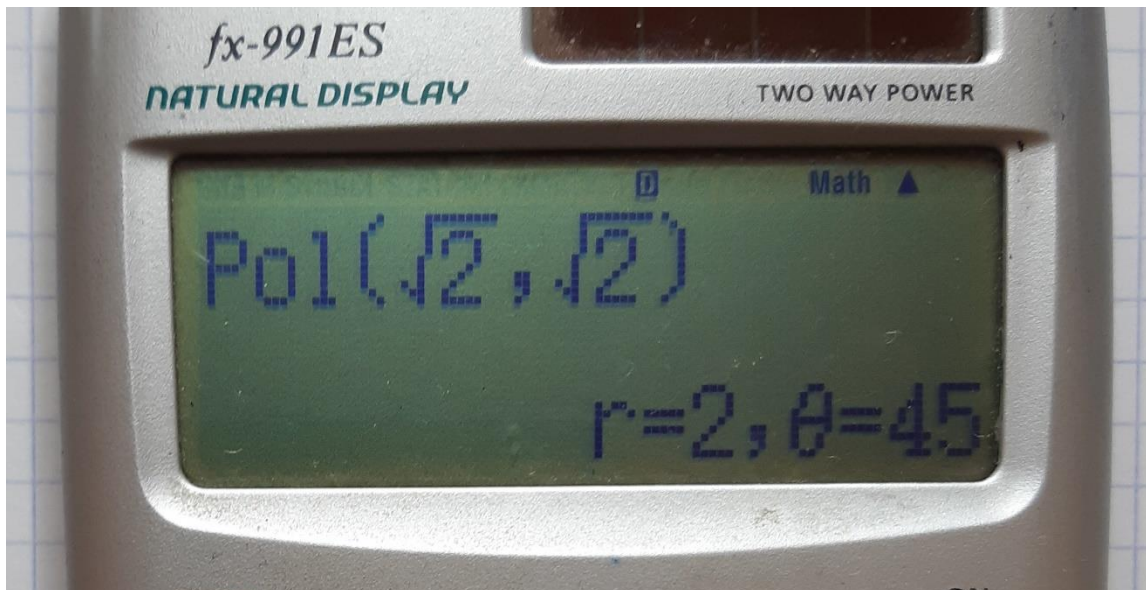 fx-991ES
NATURAL DISPLAY
TWO WAY POWER
D Math ▲
Pol(√2,√2)
r=2,θ=45